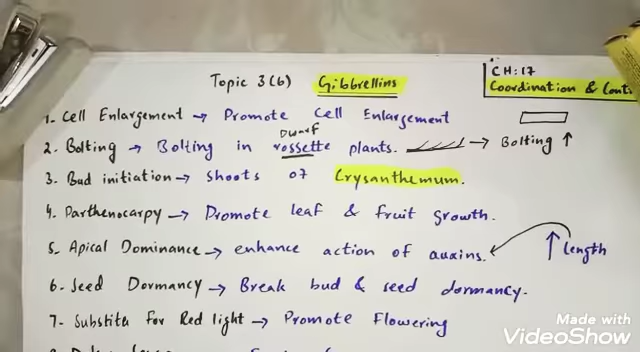 CH:17
Topic 3(b) Gibbrellins
Coordination & Cont
1. Cell Enlargement → Promote Cell Enlargement
Dwarf
2. Bolting → Bolting in rossette plants. → Bolting ↑
3. Bud initiation → Shoots of Crysanthemum.
4. Parthenocarpy → Promote leaf & fruit growth.
5. Apical Dominance → enhance action of auxins. ↑ length
6. Seed Dormancy → Break bud & seed dormancy.
7. Substite for Red light → Promote Flowering
Made with
VideoShow